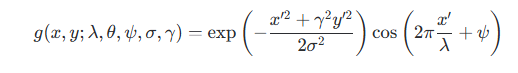 g(x, y; λ, θ, ψ, σ, γ) = exp ( − x′² + γ²y′² / 2σ² ) cos ( 2π x′ / λ + ψ )